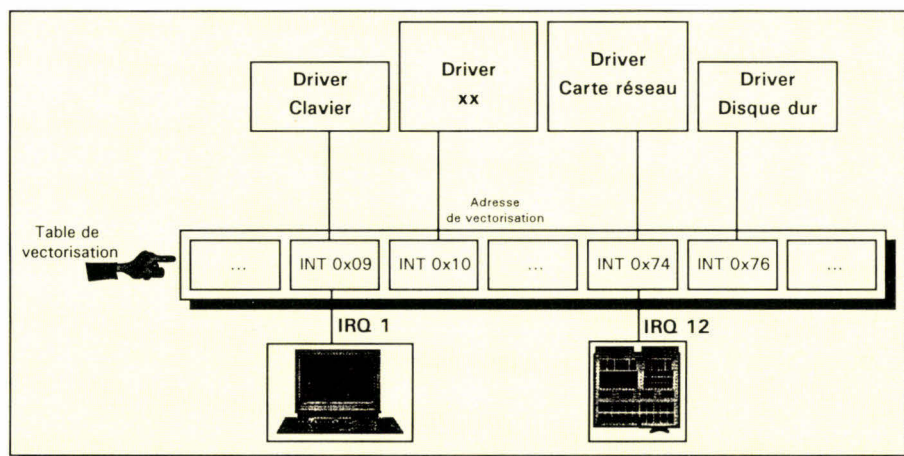 Driver
Clavier
Driver
xx
Driver
Carte réseau
Driver
Disque dur
Adresse
de vectorisation
Table de
vectorisation
...
INT 0x09
INT 0x10
...
INT 0x74
INT 0x76
...
IRQ 1
IRQ 12